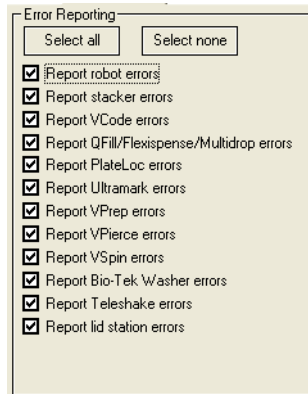 Error Reporting
Select all Select none
Report robot errors
Report stacker errors
Report VCode errors
Report QFill/Flexispense/Multidrop errors
Report PlateLoc errors
Report Ultramark errors
Report VPrep errors
Report VPierce errors
Report VSpin errors
Report Bio-Tek Washer errors
Report Teleshake errors
Report lid station errors